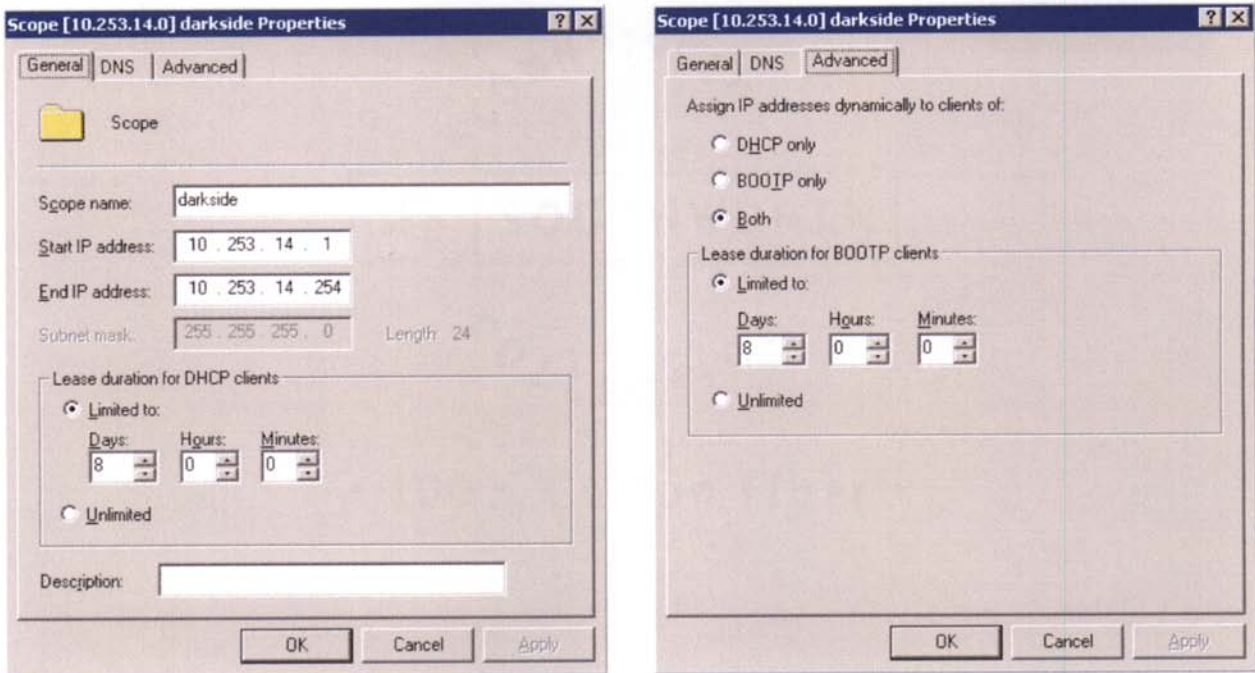 Scope [10.253.14.0] darkside Properties
General DNS Advanced
Scope
Scope name: darkside
Start IP address: 10 . 253 . 14 . 1
End IP address: 10 . 253 . 14 . 254
Subnet mask: 255 . 255 . 255 . 0 Length: 24
Lease duration for DHCP clients
Limited to:
Days: Hours: Minutes:
8 0 0
Unlimited
Description:
OK Cancel Apply
Scope [10.253.14.0] darkside Properties
General DNS Advanced
Assign IP addresses dynamically to clients of:
DHCP only
BOOTP only
Both
Lease duration for BOOTP clients
Limited to:
Days: Hours: Minutes:
8 0 0
Unlimited
OK Cancel Apply